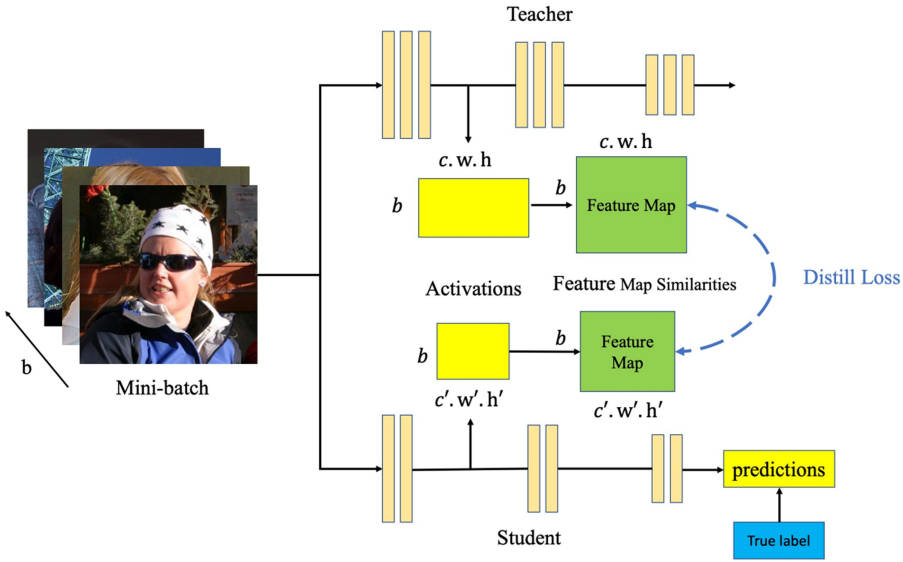 Teacher
c.w.h
c.w.h
b
b
Feature Map
Distill Loss
Activations
Feature Map Similarities
b
b
Feature
Map
b
Mini-batch
c′.w′.h′
c′.w′.h′
predictions
Student
True label